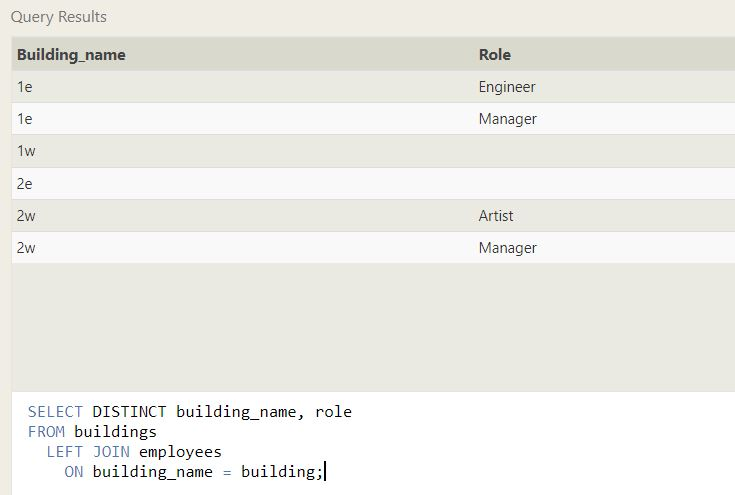 Query Results
Building_name Role
1e Engineer
1e Manager
1w
2e
2w Artist
2w Manager
SELECT DISTINCT building_name, role
FROM buildings
LEFT JOIN employees
ON building_name = building;